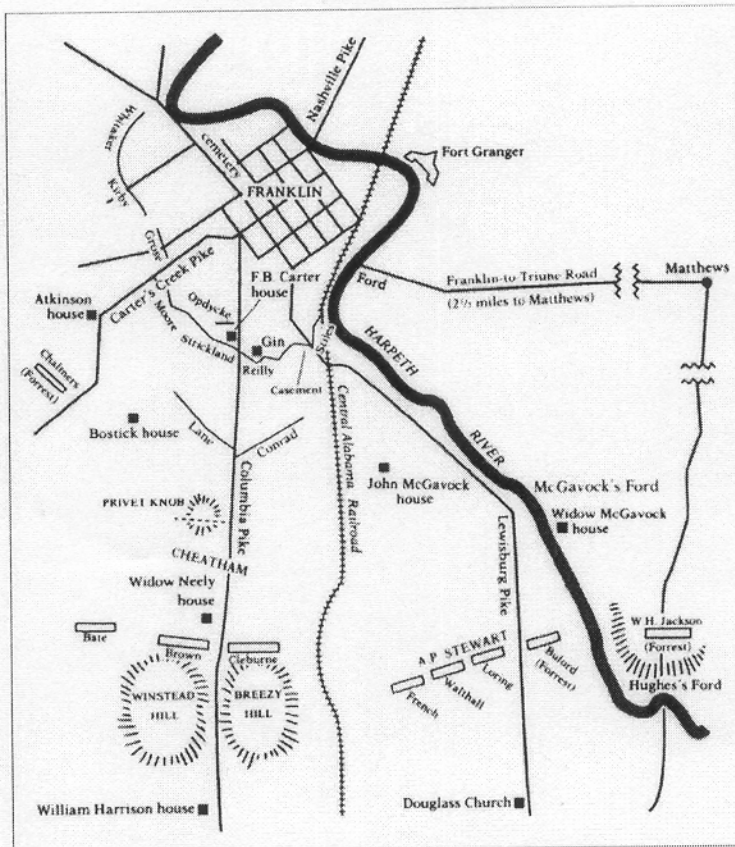 Nashville Pike
Whitaker
cemetery
Fort Granger
Kirby
FRANKLIN
Grose
Carter's Creek Pike
F.B. Carter
house
Ford
Franklin-to-Triune Road
(2½ miles to Matthews)
Matthews
Atkinson
house
Opdycke
Moore
Strickland
Gin
Reilly
Stiles
Casement
HARPETH
RIVER
Chalmers
(Forrest)
Bostick house
Lane
Conrad
Columbia Pike
Central Alabama Railroad
John McGavock
house
McGavock's Ford
Widow McGavock
house
PRIVET KNOB
CHEATHAM
Lewisburg Pike
Widow Neely
house
Bate
Brown
Cleburne
A.P. STEWART
French
Walthall
Loring
Buford
(Forrest)
W.H. Jackson
(Forrest)
Hughes's Ford
WINSTEAD
HILL
BREEZY
HILL
William Harrison house
Douglass Church